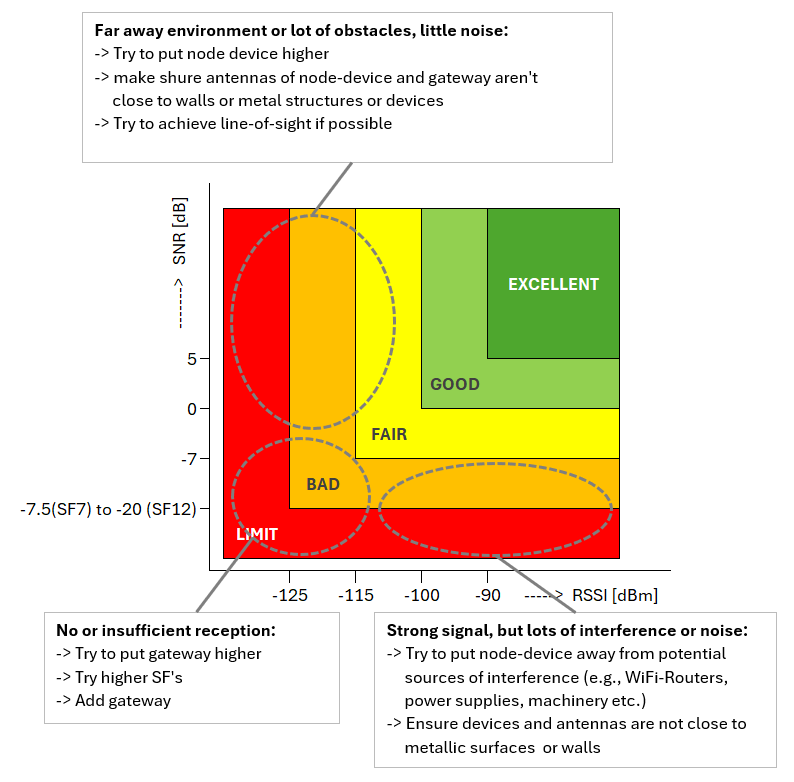 Far away environment or lot of obstacles, little noise:
-> Try to put node device higher
-> make shure antennas of node-device and gateway aren't
close to walls or metal structures or devices
-> Try to achieve line-of-sight if possible
-------> SNR [dB]
EXCELLENT
5
GOOD
0
FAIR
-7
BAD
-7.5(SF7) to -20 (SF12)
LIMIT
-125 -115 -100 -90 -----> RSSI [dBm]
No or insufficient reception:
-> Try to put gateway higher
-> Try higher SF's
-> Add gateway
Strong signal, but lots of interference or noise:
-> Try to put node-device away from potential
sources of interference (e.g., WiFi-Routers,
power supplies, machinery etc.)
-> Ensure devices and antennas are not close to
metallic surfaces or walls